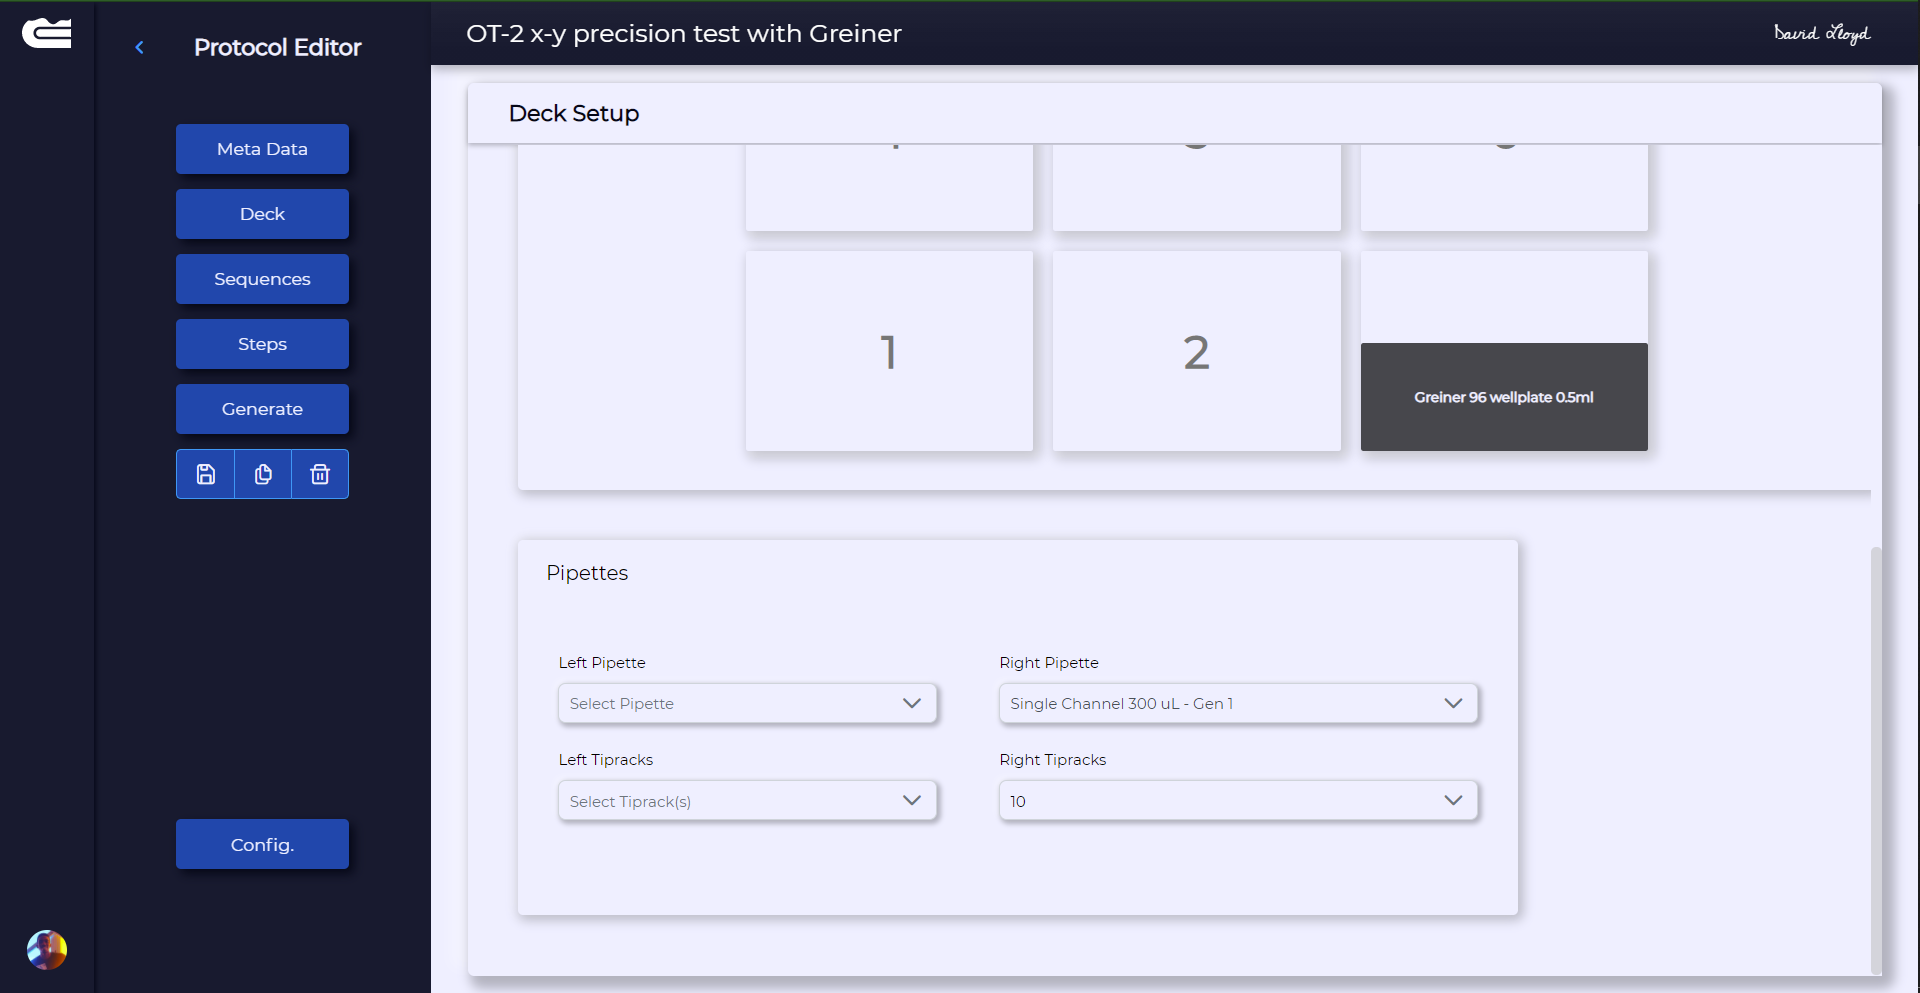 Protocol Editor
OT-2 x-y precision test with Greiner
David Lloyd
Meta Data
Deck
Sequences
Steps
Generate
Config.
Deck Setup
1
2
Greiner 96 wellplate 0.5ml
Pipettes
Left Pipette
Right Pipette
Select Pipette
Single Channel 300 uL - Gen 1
Left Tipracks
Right Tipracks
Select Tiprack(s)
10